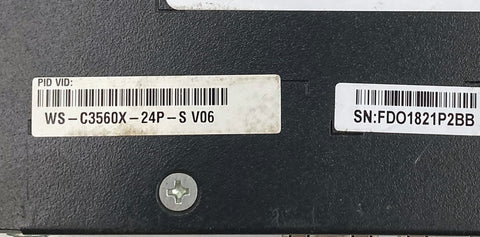 PID VID:
WS-C3560X-24P-S V06
SN:FDO1821P2BB